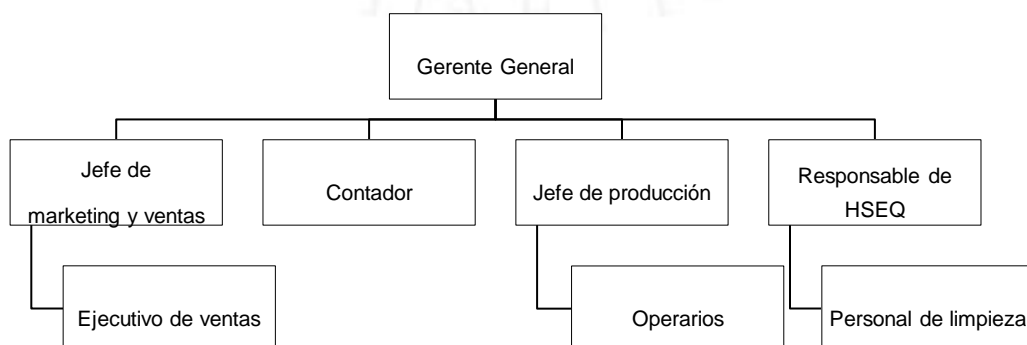 Gerente General
Jefe de
marketing y ventas
Contador
Jefe de producción
Responsable de
HSEQ
Ejecutivo de ventas
Operarios
Personal de limpieza